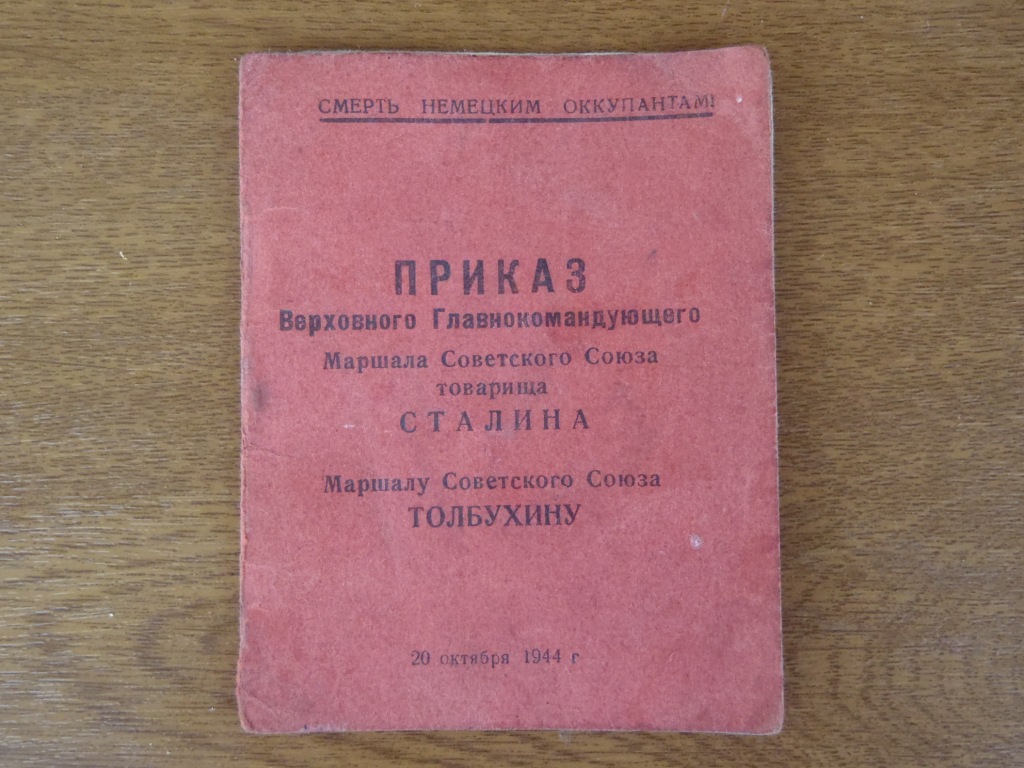 СМЕРТЬ НЕМЕЦКИМ ОККУПАНТАМ!
ПРИКАЗ
Верховного Главнокомандующего
Маршала Советского Союза
товарища
СТАЛИНА
Маршалу Советского Союза
ТОЛБУХИНУ
20 октября 1944 г